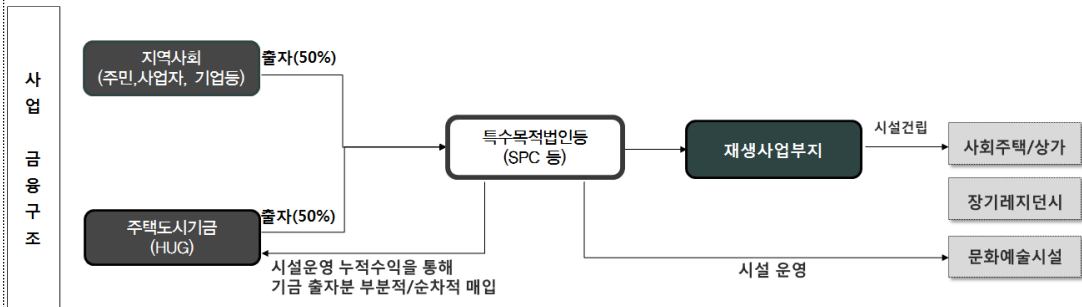 사업 금융구조
지역사회
(주민,사업자, 기업등)
출자(50%)
주택도시기금
(HUG)
출자(50%)
특수목적법인등
(SPC 등)
재생사업부지
시설건립
사회주택/상가
장기레지던시
문화예술시설
시설운영 누적수익을 통해
기금 출자분 부분적/순차적 매입
시설 운영